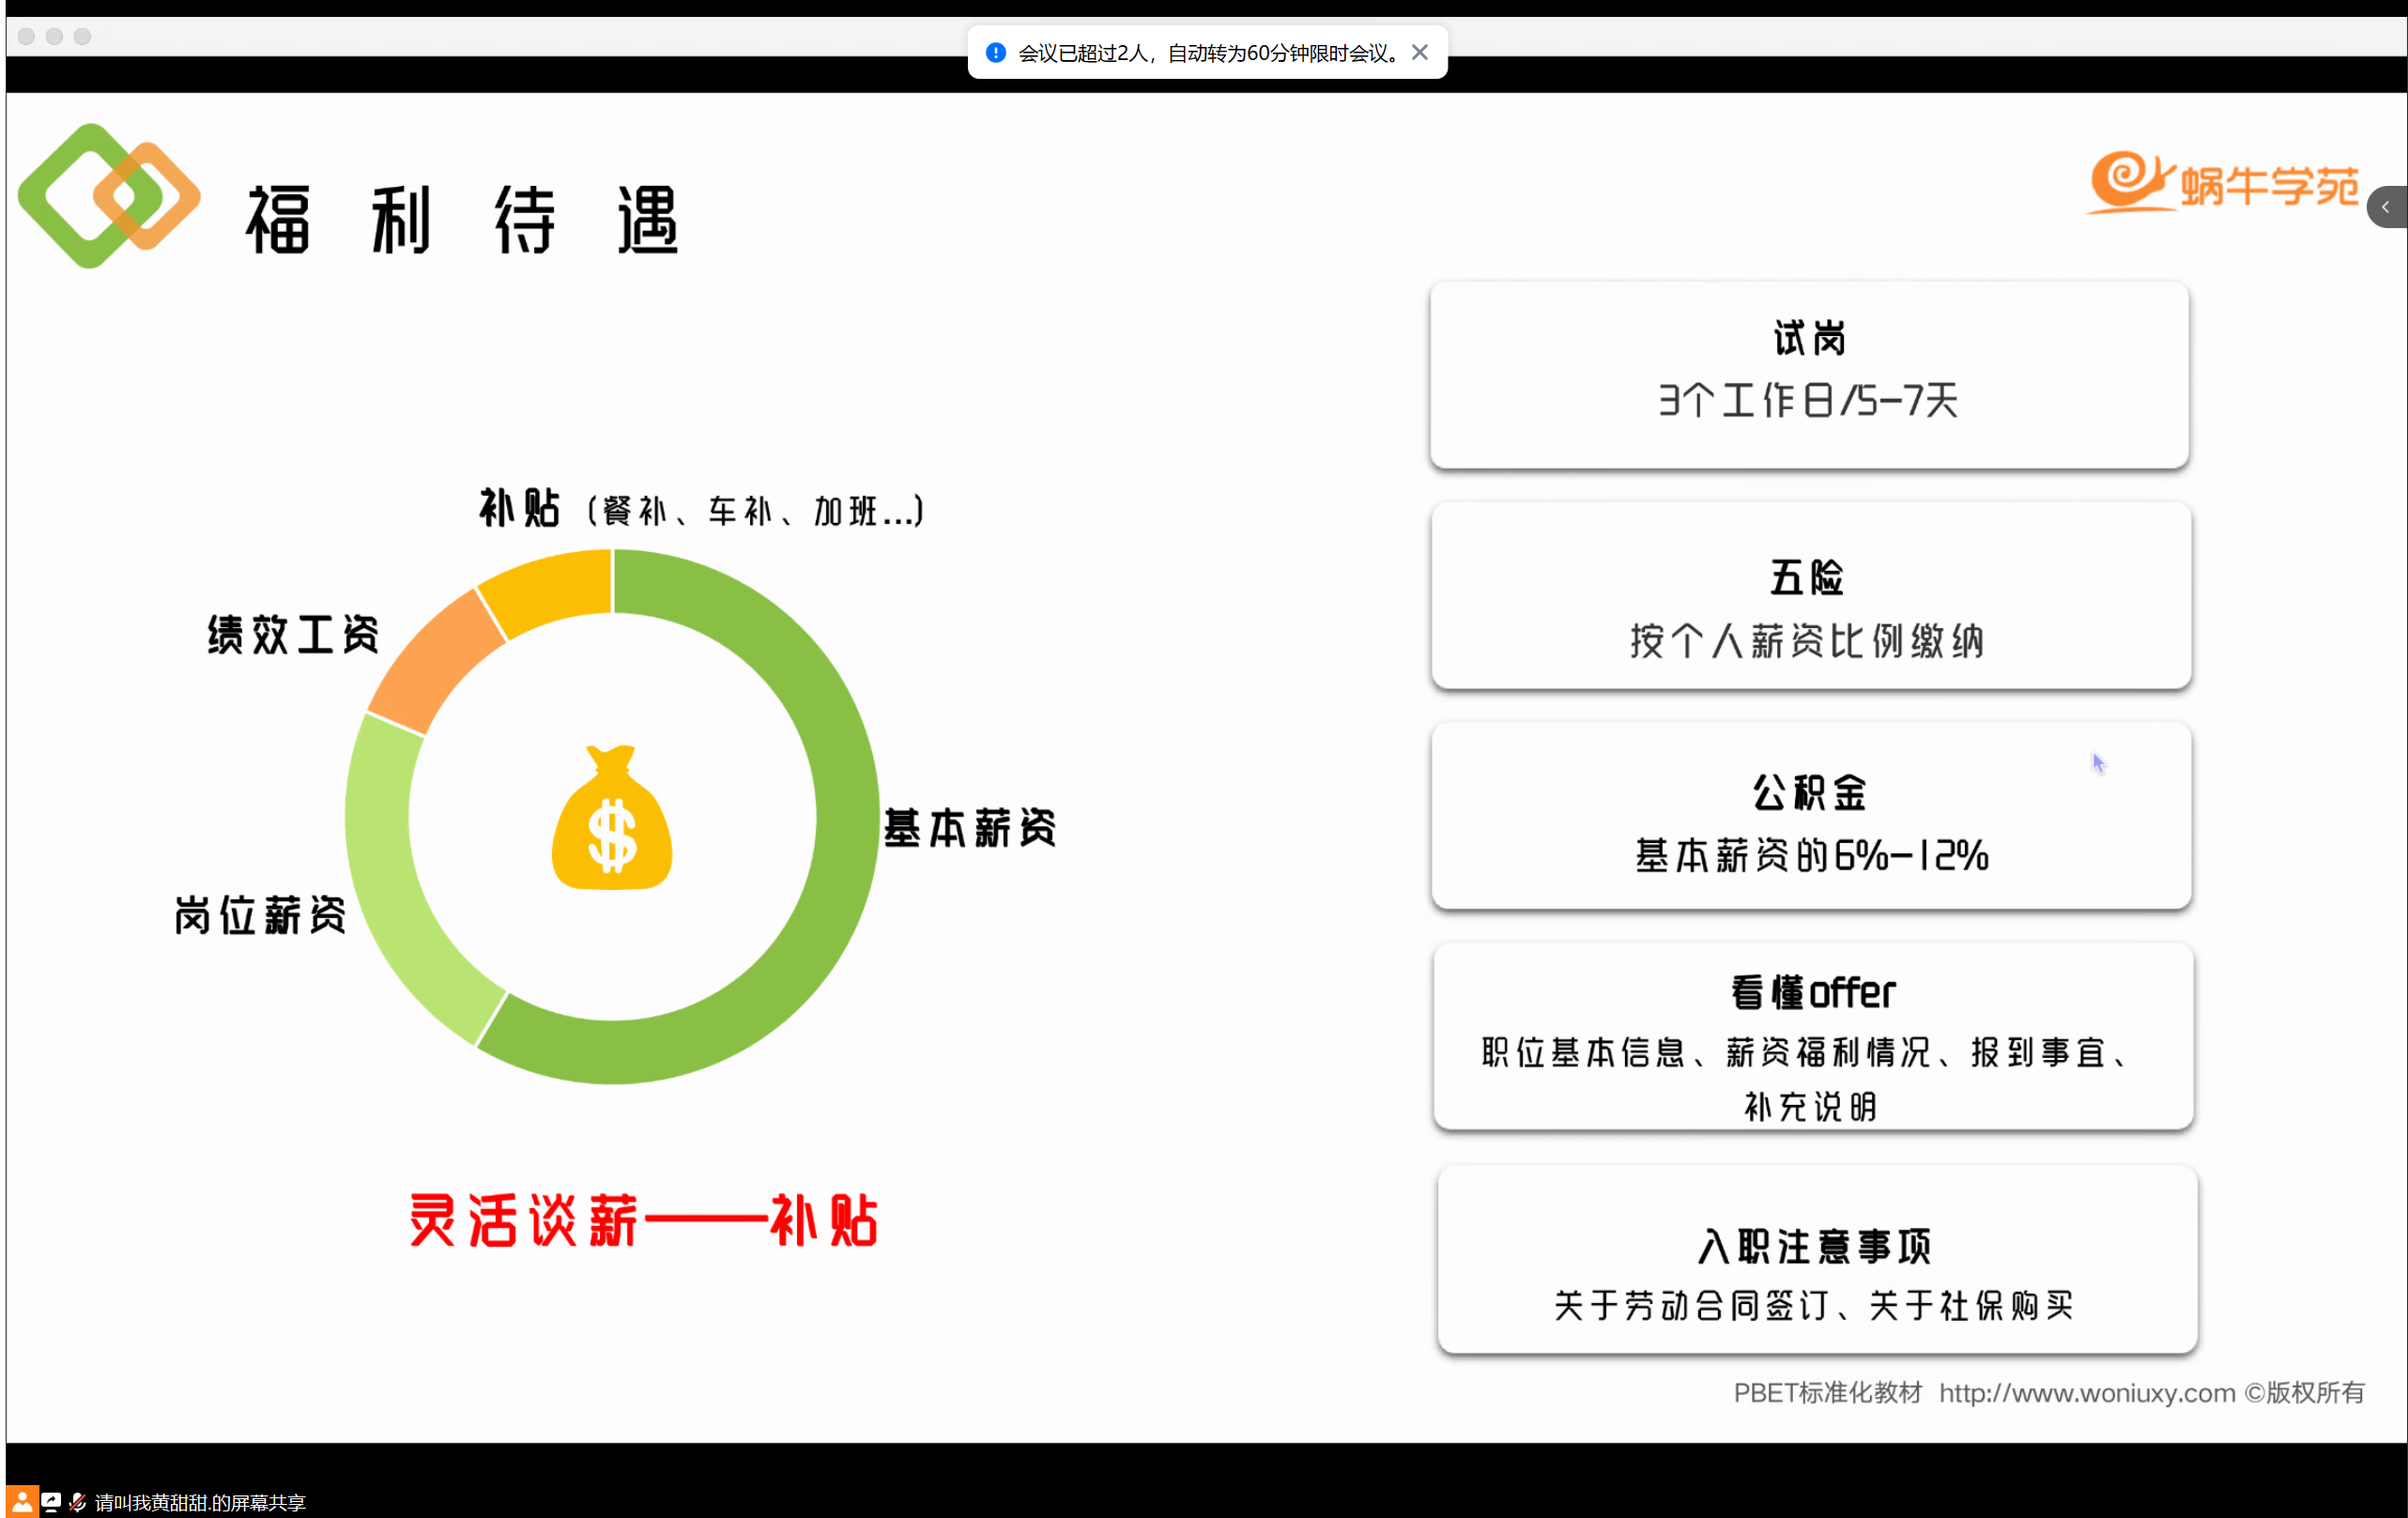 会议已超过2人，自动转为60分钟限时会议。
福利待遇
蜗牛学苑
补贴（餐补、车补、加班...）
绩效工资
基本薪资
岗位薪资
灵活谈薪——补贴
试岗
3个工作日/5-7天
五险
按个人薪资比例缴纳
公积金
基本薪资的6%-12%
看懂offer
职位基本信息、薪资福利情况、报到事宜、
补充说明
入职注意事项
关于劳动合同签订、关于社保购买
PBET标准化教材 http://www.woniuxy.com ©版权所有
请叫我黄甜甜.的屏幕共享